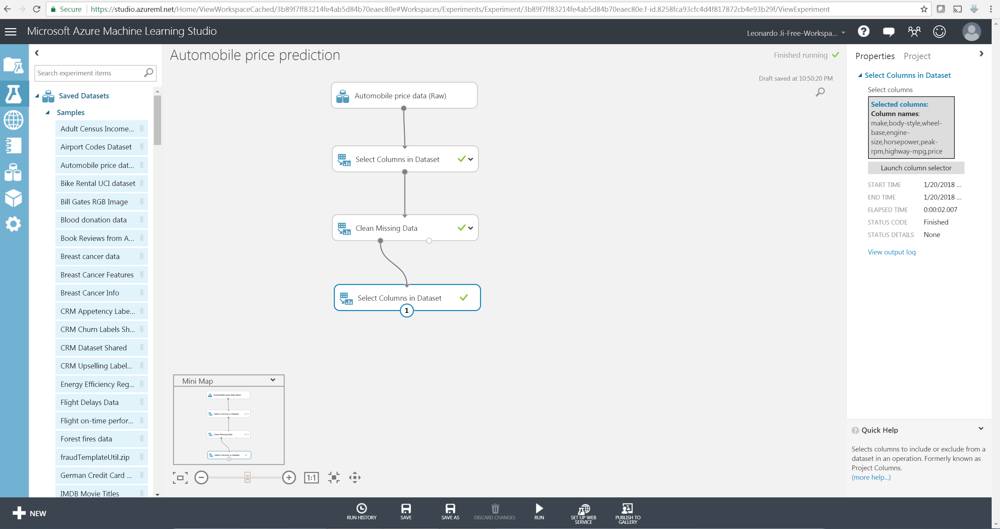 Secure
https://studio.azureml.net/Home/ViewWorkspaceCached/3b89f7ff83214fe4ab5d84b70eaec80e#Workspaces/Experiments/Experiment/3b89f7ff83214fe4ab5d84b70eaec80e.f-id.8258fca93cfc4d4f817872cb4e93b29f/ViewExperiment
Microsoft Azure Machine Learning Studio
Leonardo Ji-Free-Workspa...
Search experiment items
Saved Datasets
Samples
Adult Census Income...
Airport Codes Dataset
Automobile price dat...
Bike Rental UCI dataset
Bill Gates RGB Image
Blood donation data
Book Reviews from A...
Breast cancer data
Breast Cancer Features
Breast Cancer Info
CRM Appetency Labe...
CRM Churn Labels Sh...
CRM Dataset Shared
CRM Upselling Label...
Energy Efficiency Reg...
Flight Delays Data
Flight on-time perfor...
Forest fires data
fraudTemplateUtil.zip
German Credit Card ...
IMDB Movie Titles
Automobile price prediction
Finished running
Draft saved at 10:50:20 PM
Automobile price data (Raw)
Select Columns in Dataset
Clean Missing Data
Select Columns in Dataset
1
Mini Map
Automobile price data (Raw)
Select Columns in Dataset
Clean Missing Data
Select Columns in Dataset
1
1:1
Properties
Project
Select Columns in Dataset
Select columns
Selected columns:
Column names:
make,body-style,wheel-
base,engine-
size,horsepower,peak-
rpm,highway-mpg,price
Launch column selector
START TIME 1/20/2018 ...
END TIME 1/20/2018 ...
ELAPSED TIME 0:00:02.007
STATUS CODE Finished
STATUS DETAILS None
View output log
? Quick Help
Selects columns to include or exclude from a
dataset in an operation. Formerly known as
Project Columns.
(more help...)
NEW
RUN HISTORY
SAVE
SAVE AS
DISCARD CHANGES
RUN
SET UP WEB
SERVICE
PUBLISH TO
GALLERY